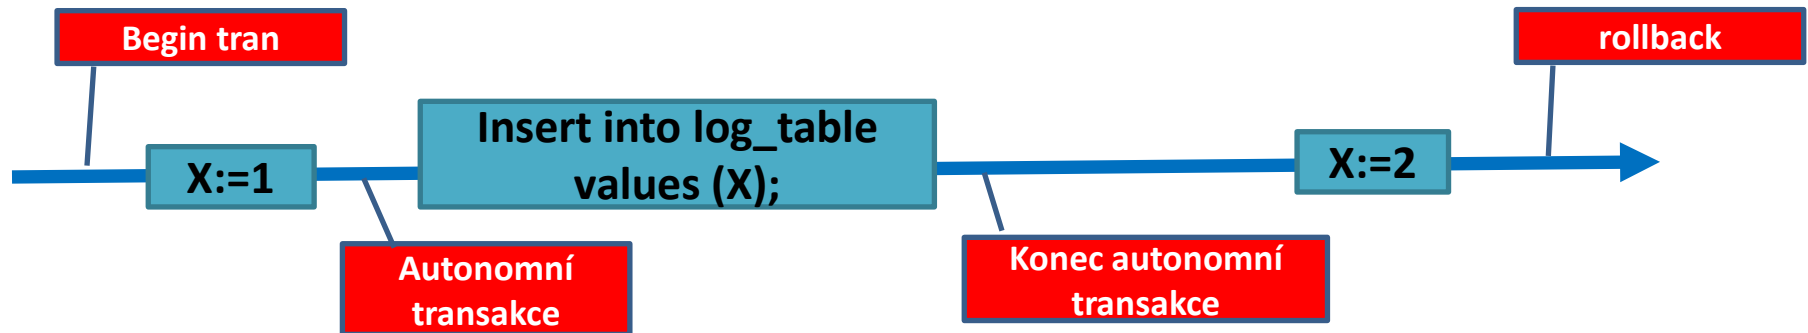 Begin tran
rollback
X:=1
Insert into log_table
values (X);
X:=2
Autonomní
transakce
Konec autonomní
transakce